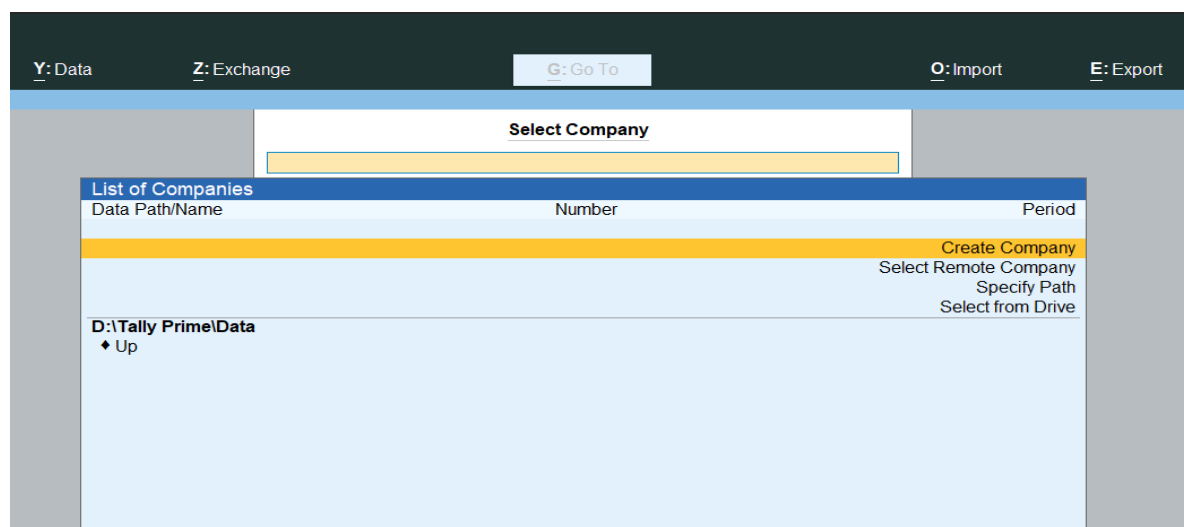 Y: Data Z: Exchange G: Go To O: Import E: Export
Select Company
List of Companies
Data Path/Name Number Period
Create Company
Select Remote Company
Specify Path
Select from Drive
D:\Tally Prime\Data
◆ Up